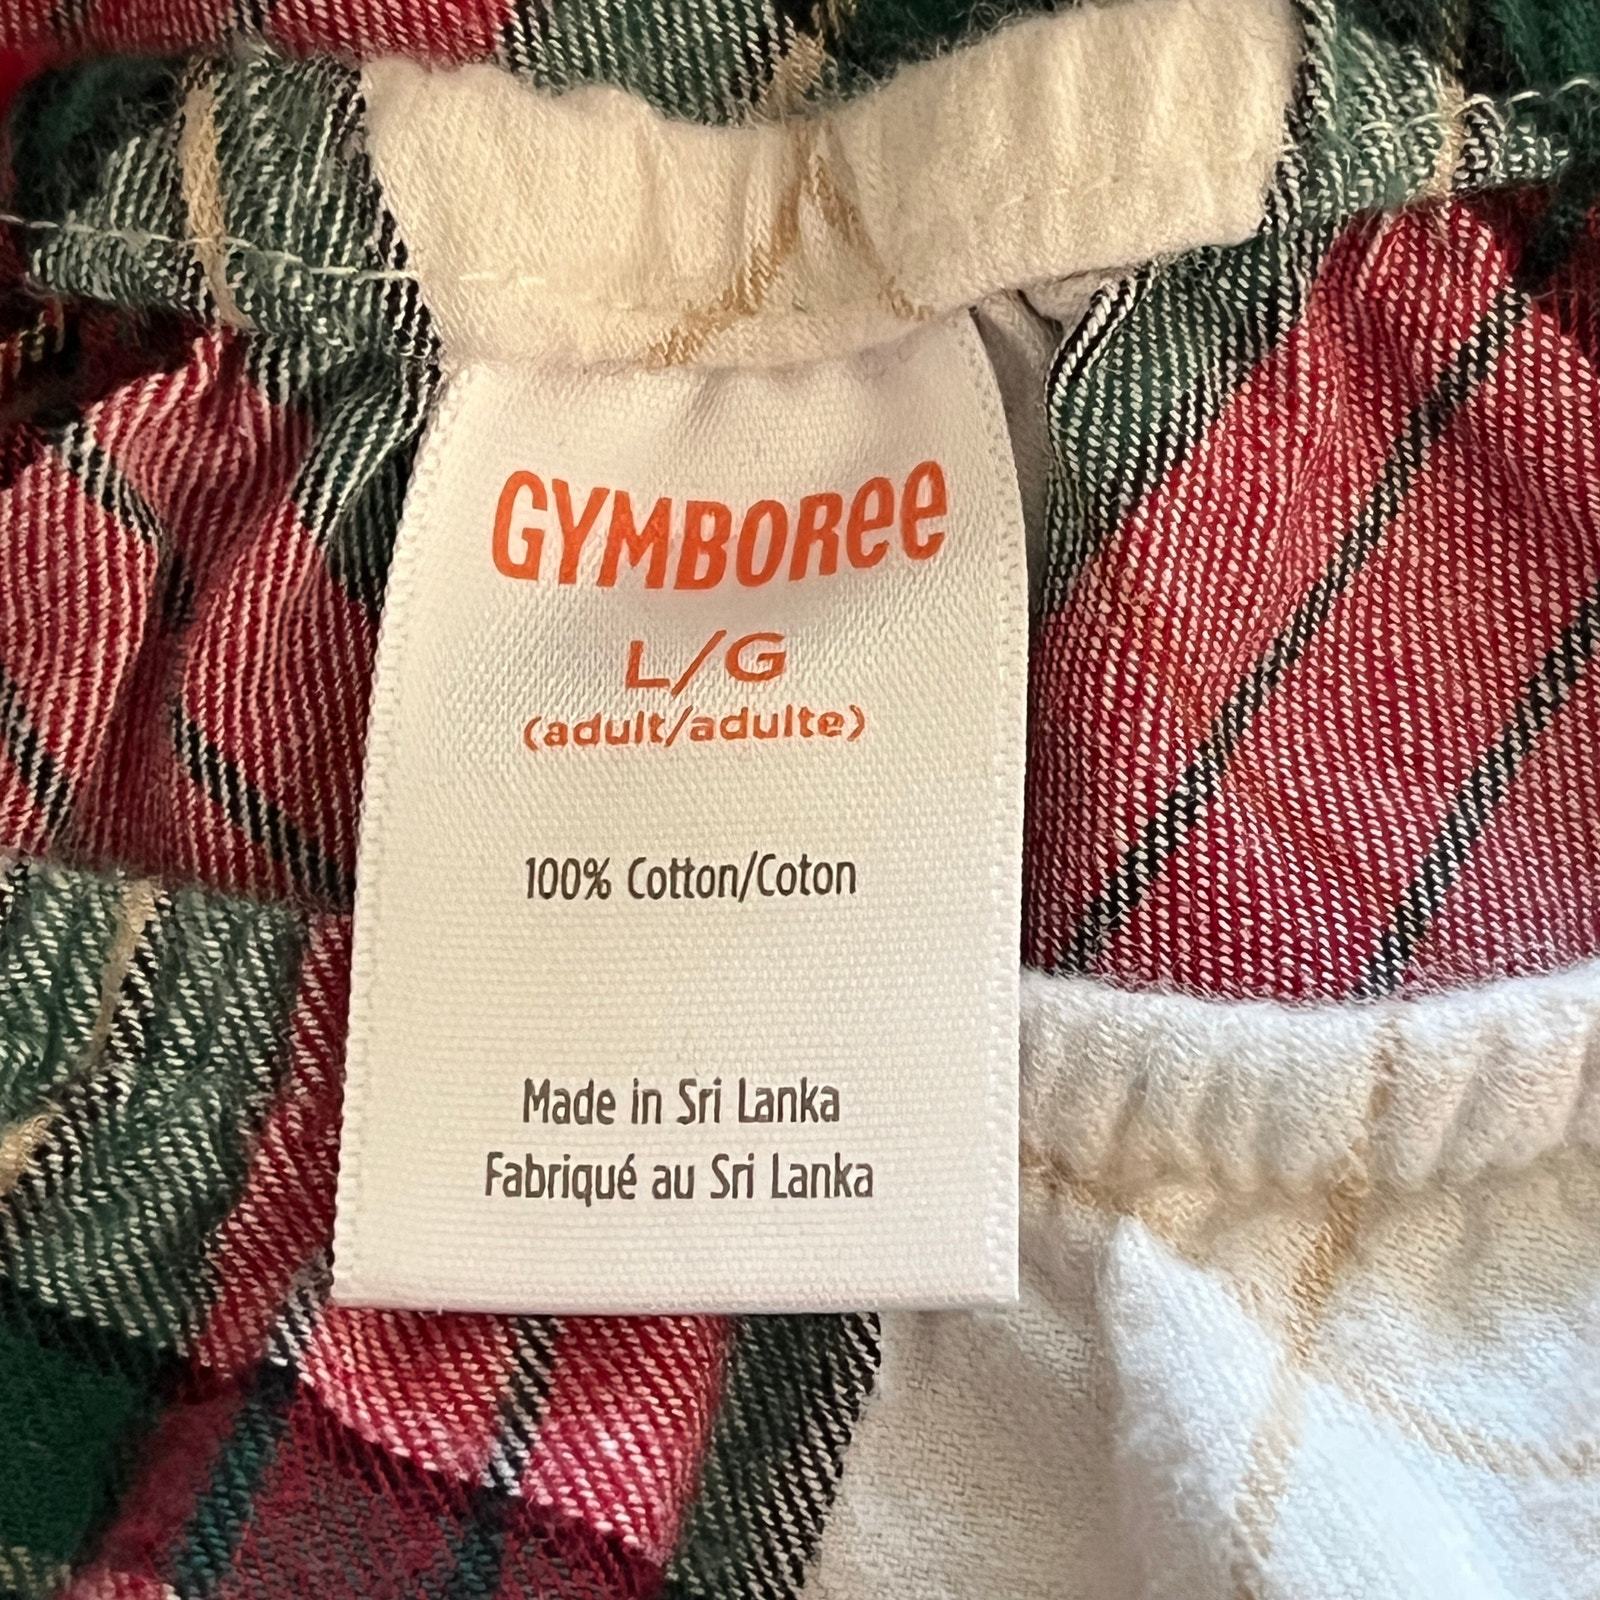 GYMBOREE
L/G
(adult/adulte)
100% Cotton/Coton
Made in Sri Lanka
Fabriqué au Sri Lanka